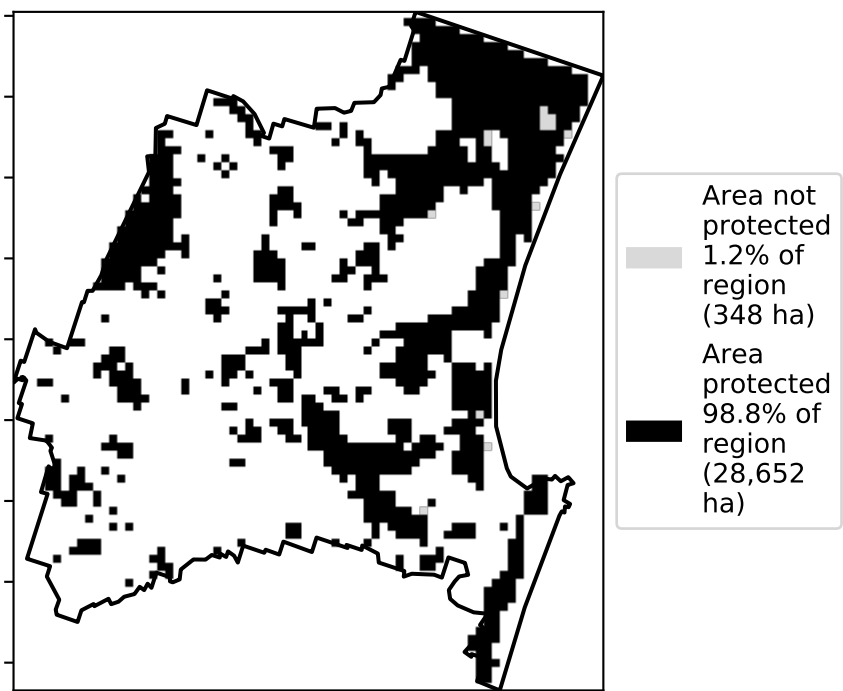 Area not
protected
1.2% of
region
(348 ha)
Area
protected
98.8% of
region
(28,652
ha)